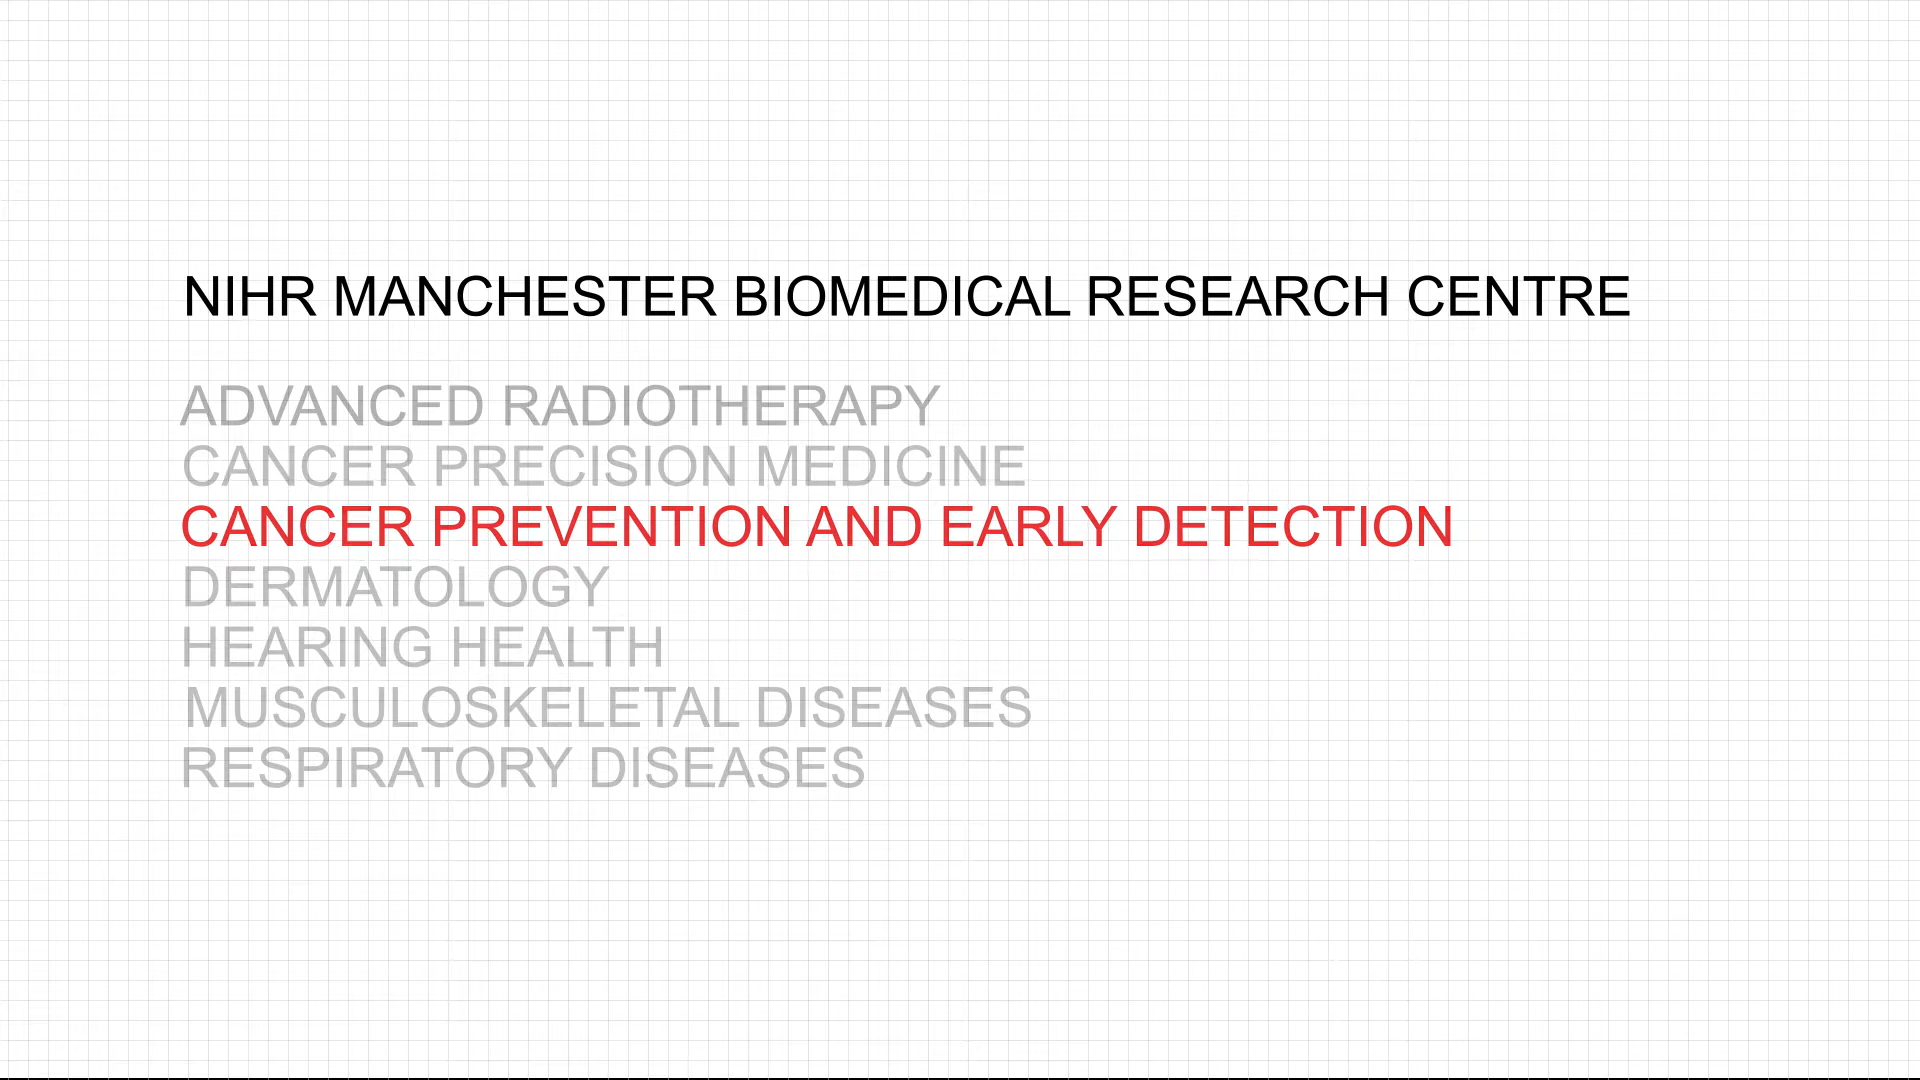 NIHR MANCHESTER BIOMEDICAL RESEARCH CENTRE
ADVANCED RADIOTHERAPY
CANCER PRECISION MEDICINE
CANCER PREVENTION AND EARLY DETECTION
DERMATOLOGY
HEARING HEALTH
MUSCULOSKELETAL DISEASES
RESPIRATORY DISEASES